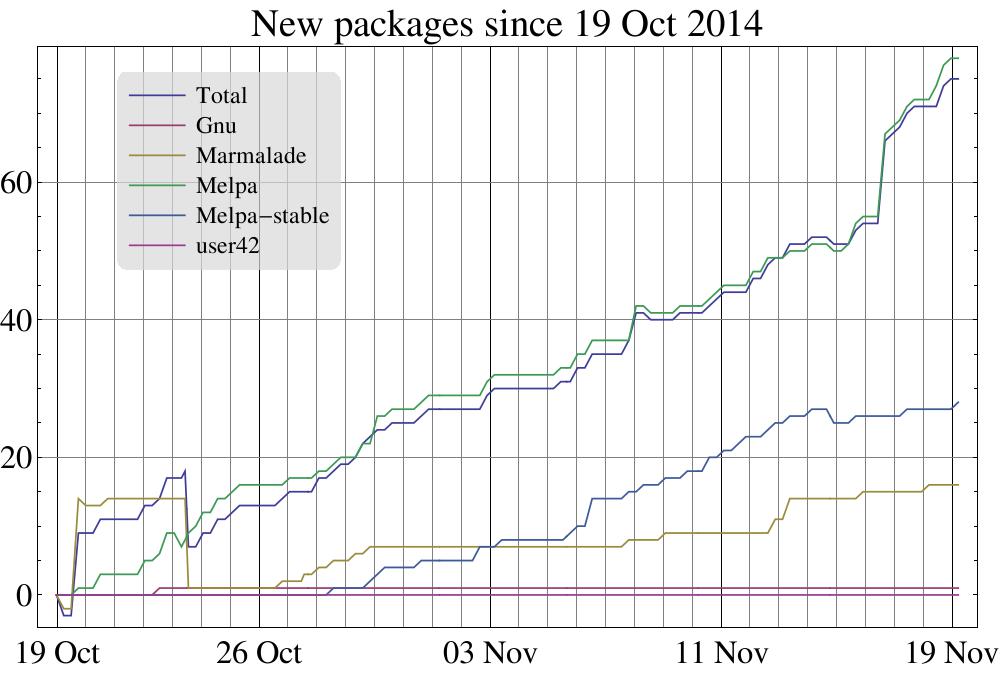 New packages since 19 Oct 2014
Total
Gnu
Marmalade
Melpa
Melpa−stable
user42
60
40
20
0
19 Oct
26 Oct
03 Nov
11 Nov
19 Nov